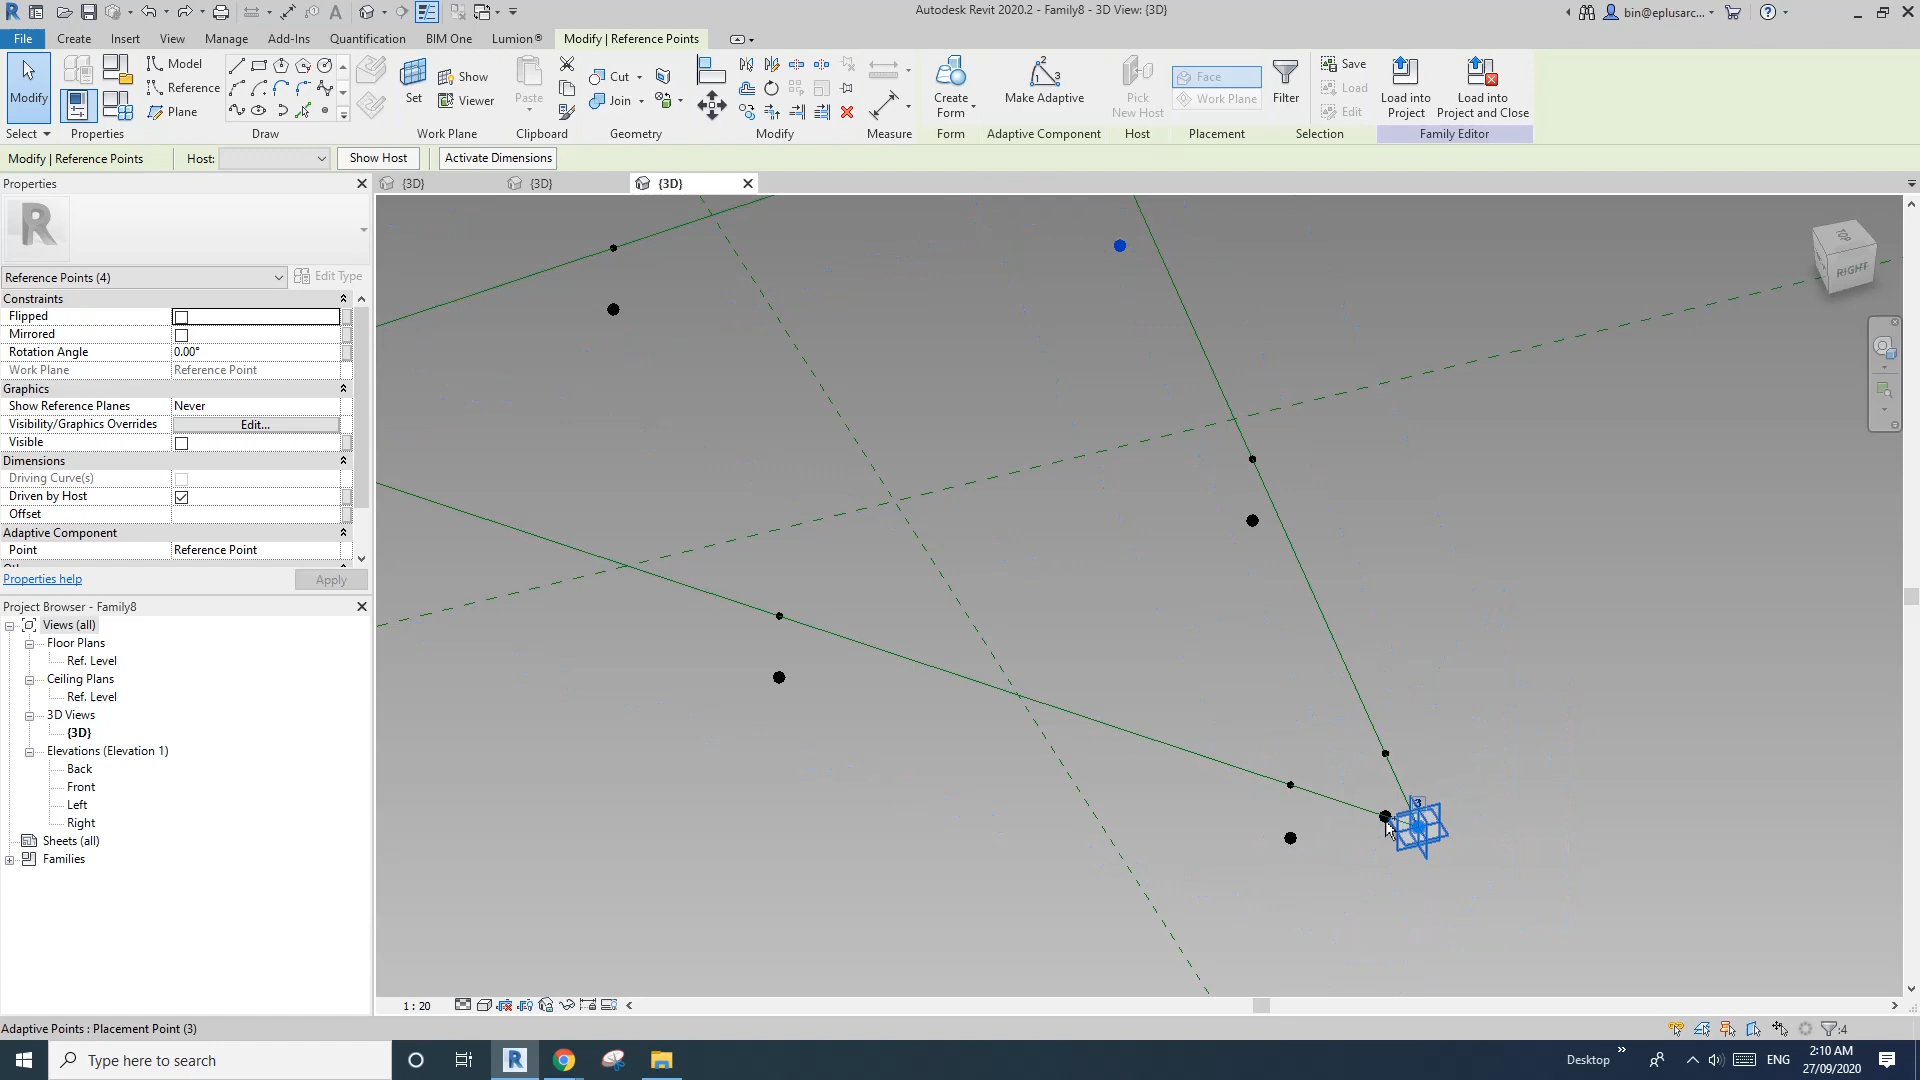 Autodesk Revit 2020.2 - Family8 - 3D View: {3D}
bin@eplusarc...
File Create Insert View Manage Add-Ins Quantification BIM One Lumion® Modify | Reference Points
Modify
Model
Reference
Plane
Set
Show
Viewer
Paste
Cut
Join
Create Form
Make Adaptive
Pick New Host
Face
Work Plane
Filter
Save
Load
Edit
Load into Project
Load into Project and Close
Select Properties Draw Work Plane Clipboard Geometry Modify Measure Form Adaptive Component Host Placement Selection Family Editor
Modify | Reference Points Host: Show Host Activate Dimensions
Properties
{3D} {3D} {3D}
R
Reference Points (4) Edit Type
Constraints
Flipped
Mirrored
Rotation Angle 0.00°
Work Plane Reference Point
Graphics
Show Reference Planes Never
Visibility/Graphics Overrides Edit...
Visible
Dimensions
Driving Curve(s)
Driven by Host
Offset
Adaptive Component
Point Reference Point
Properties help Apply
Project Browser - Family8
Views (all)
Floor Plans
Ref. Level
Ceiling Plans
Ref. Level
3D Views
{3D}
Elevations (Elevation 1)
Back
Front
Left
Right
Sheets (all)
Families
TOP
RIGHT
3
1 : 20
Adaptive Points : Placement Point (3)
:4
Type here to search
Desktop
ENG
2:10 AM
27/09/2020